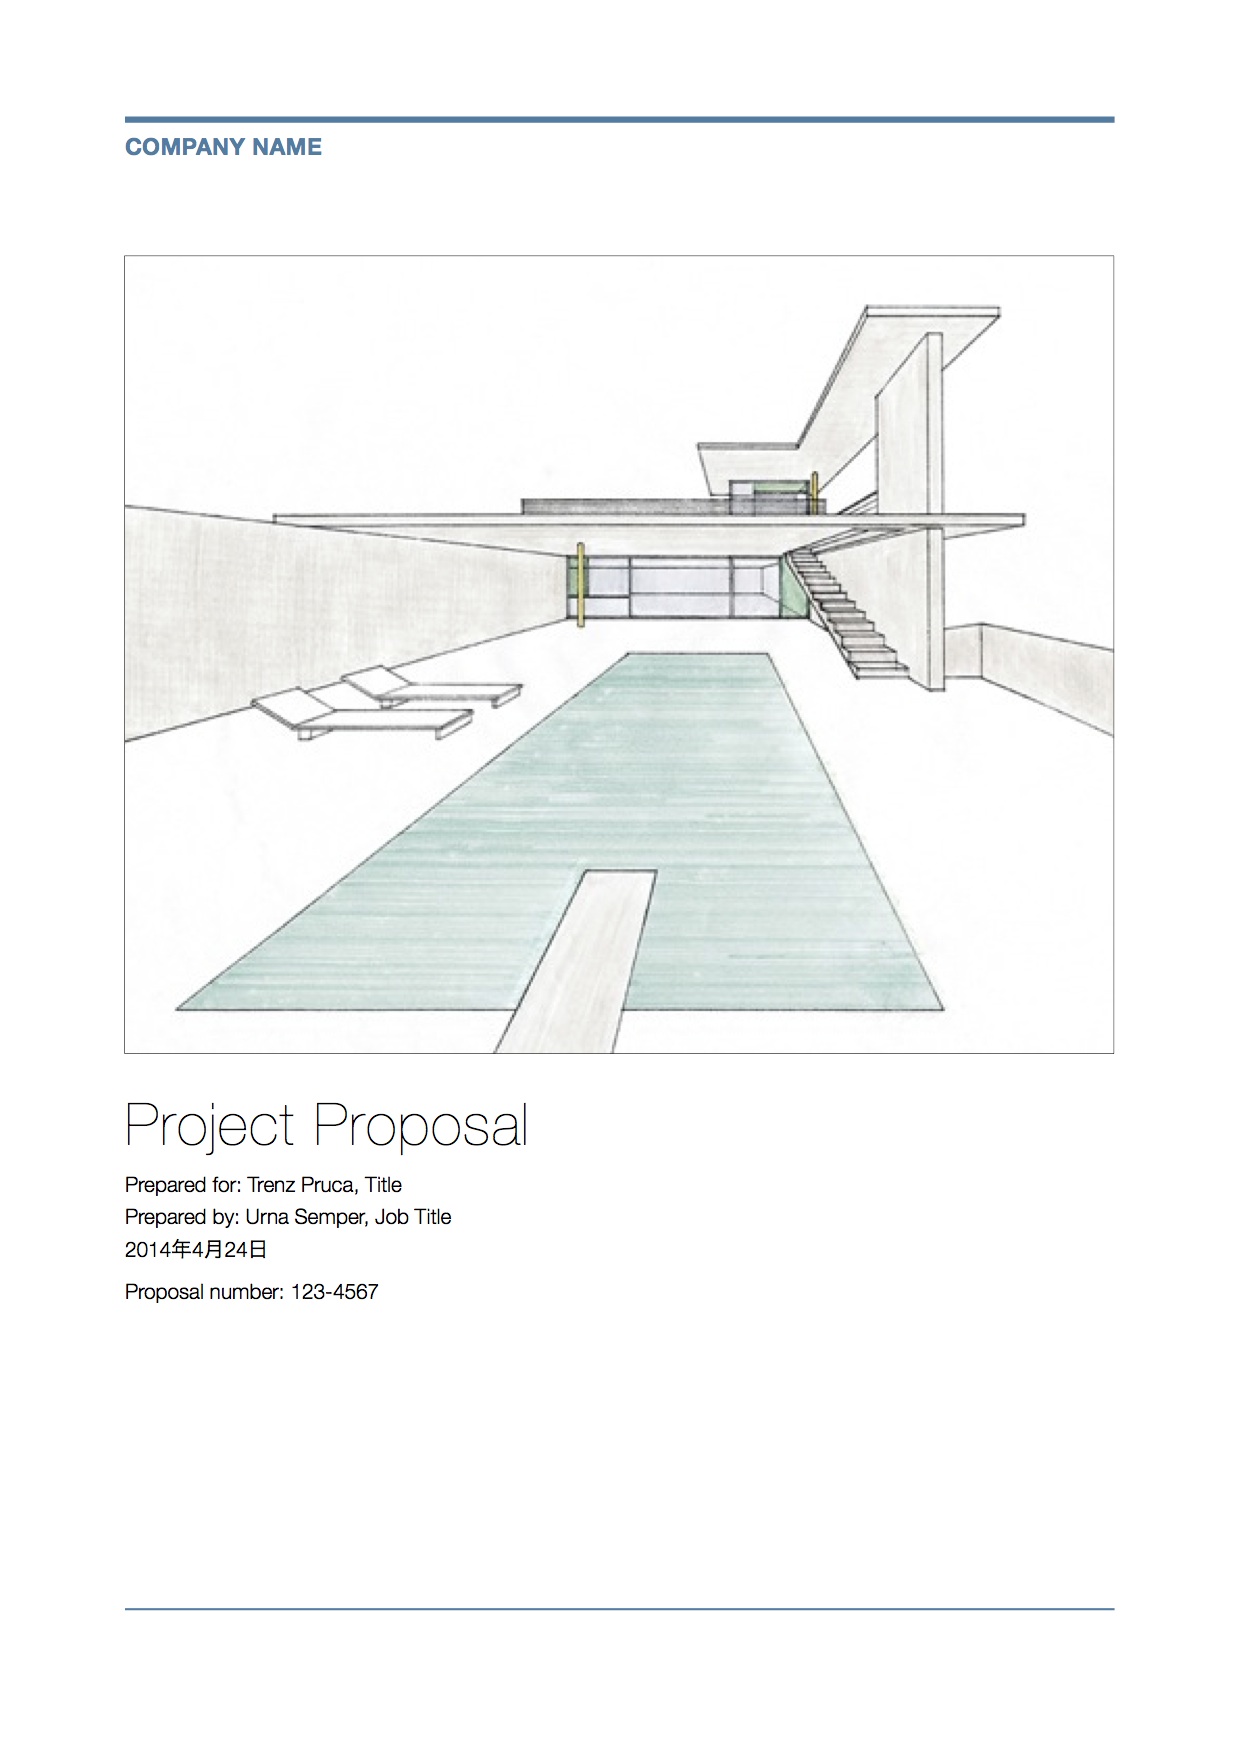 COMPANY NAME
Project Proposal
Prepared for: Trenz Pruca, Title
Prepared by: Urna Semper, Job Title
2014年4月24日
Proposal number: 123-4567